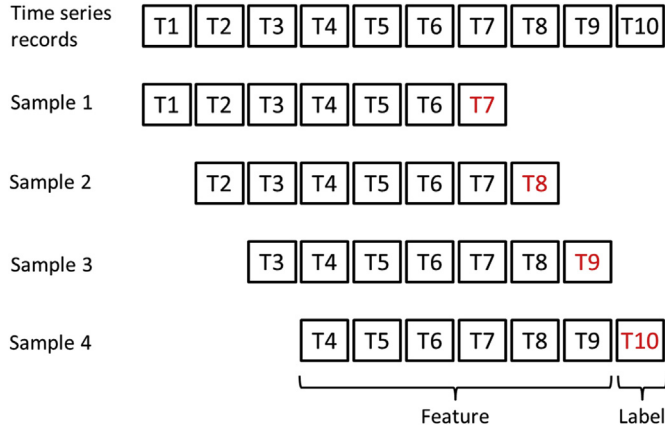 Time series
records
T1 T2 T3 T4 T5 T6 T7 T8 T9 T10
Sample 1
T1 T2 T3 T4 T5 T6 T7
Sample 2
T2 T3 T4 T5 T6 T7 T8
Sample 3
T3 T4 T5 T6 T7 T8 T9
Sample 4
T4 T5 T6 T7 T8 T9 T10
Feature
Label